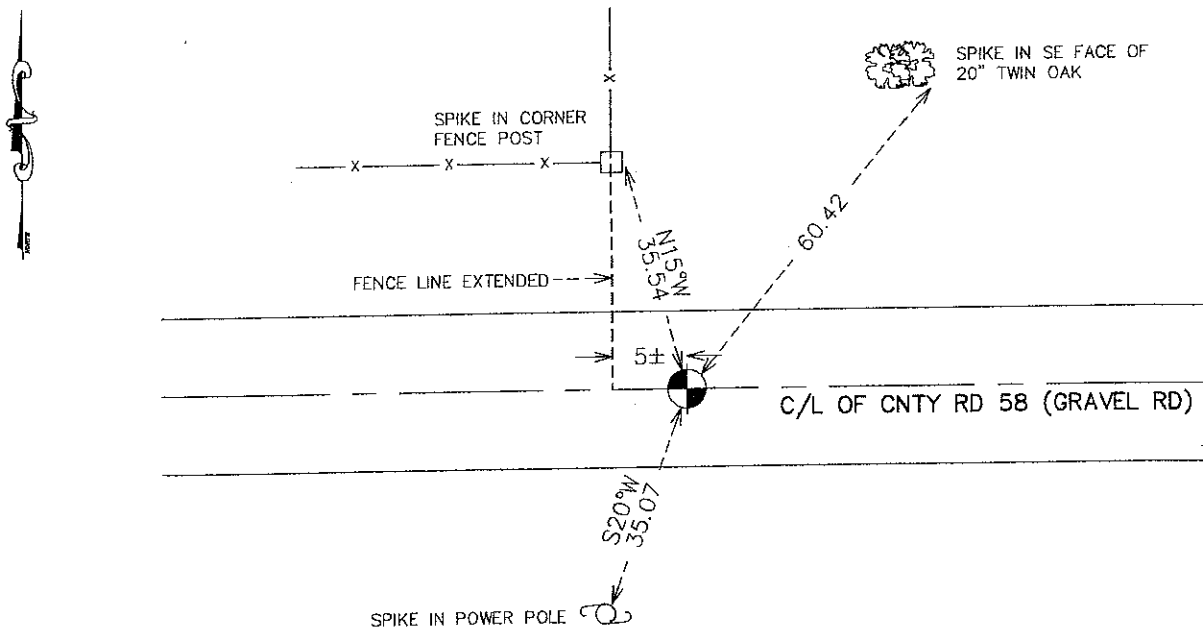 SPIKE IN SE FACE OF
20" TWIN OAK
X
SPIKE IN CORNER
FENCE POST
X X X
N15°W
35.54
60.42
FENCE LINE EXTENDED
5±
C/L OF CNTY RD 58 (GRAVEL RD)
S20°W
35.07
SPIKE IN POWER POLE